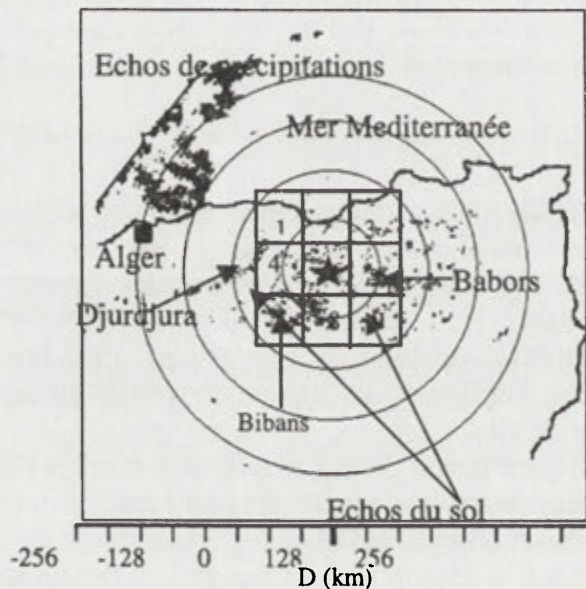 Echos de précipitations
Mer Mediterranée
1
3
4
Alger
Babors
Djurdjura
Bibans
Echos du sol
-256 -128 0 128 256
D (km)